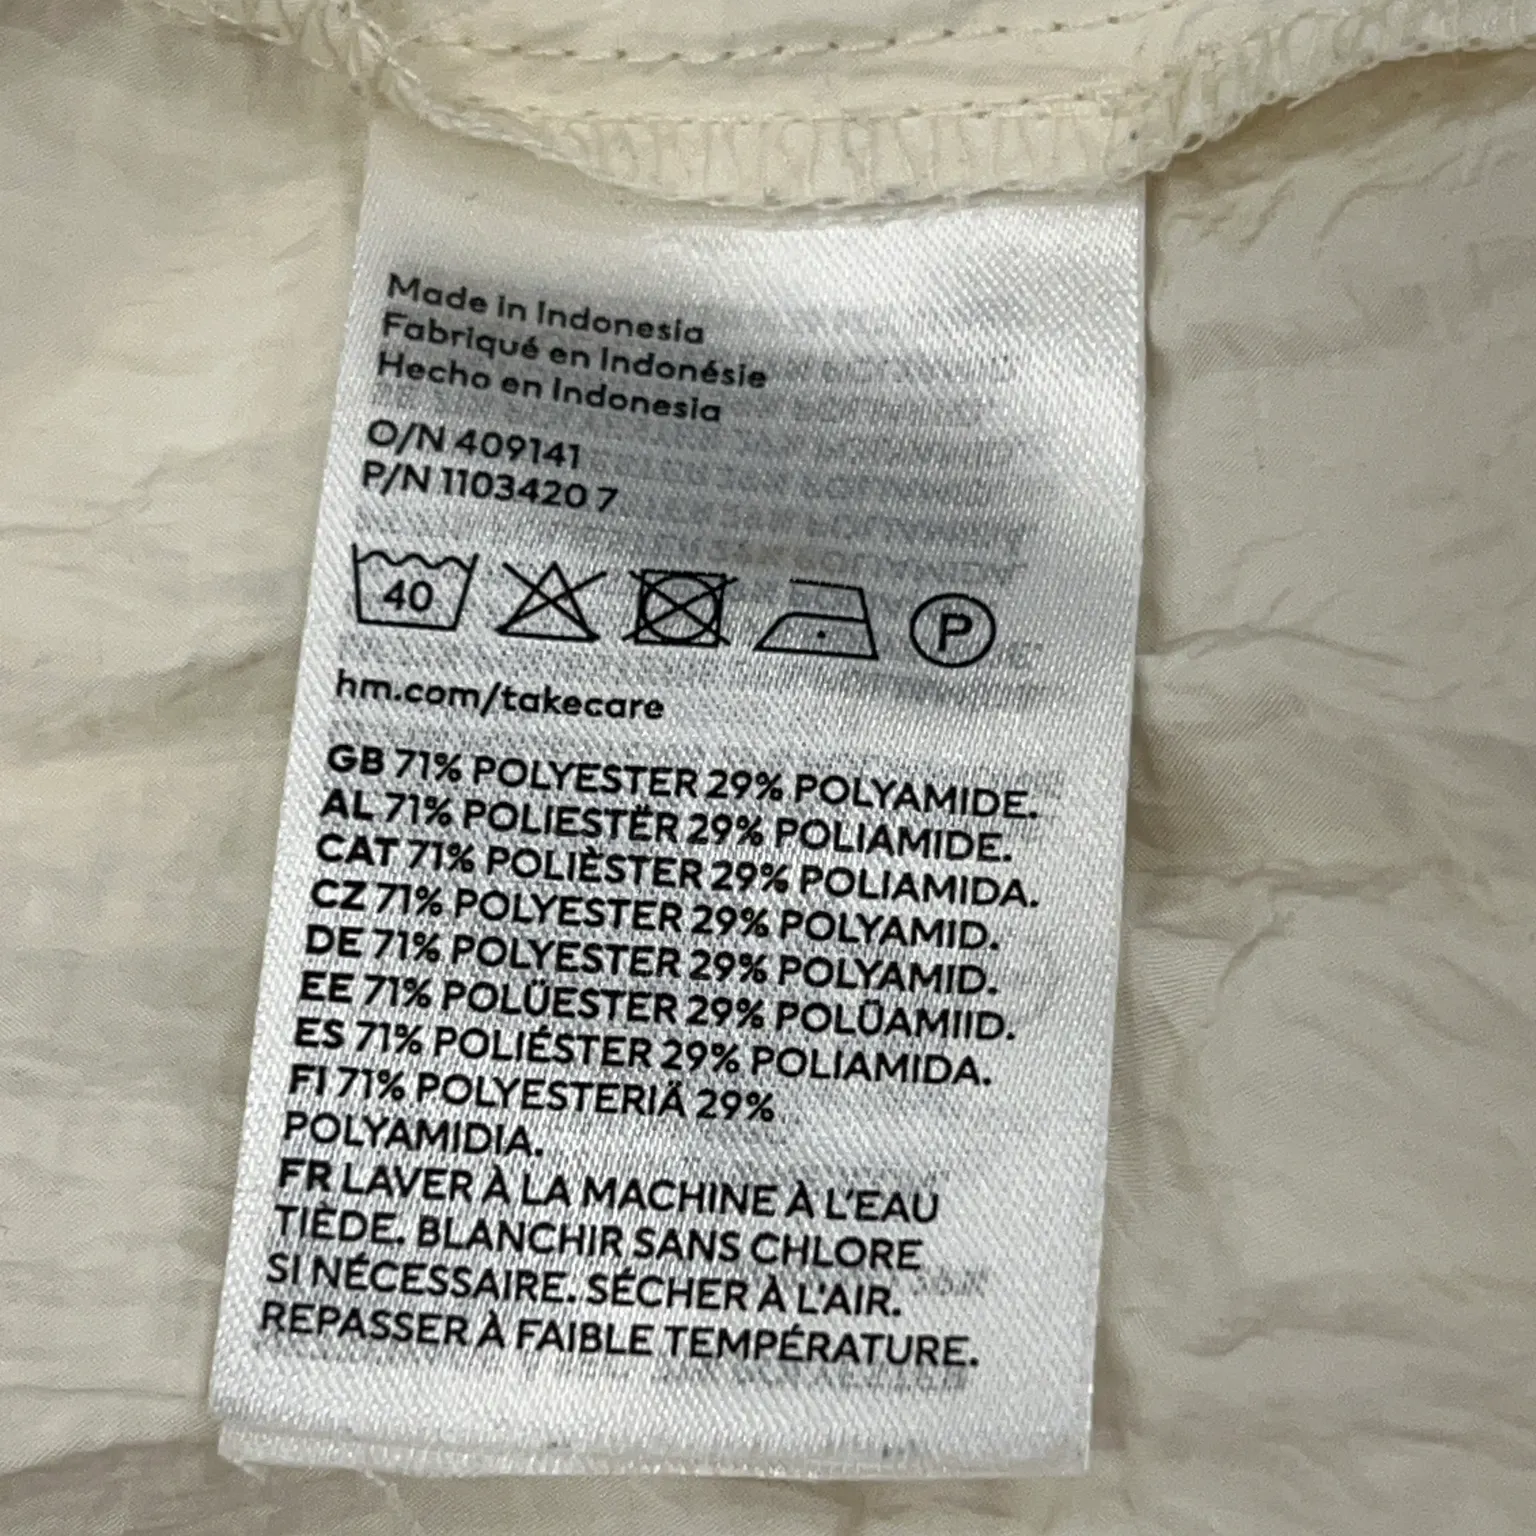 Made in Indonesia
Fabriqué en Indonésie
Hecho en Indonesia
O/N 409141
P/N 1103420 7
40 P
hm.com/takecare
GB 71% POLYESTER 29% POLYAMIDE.
AL 71% POLIESTËR 29% POLIAMIDE.
CAT 71% POLIÈSTER 29% POLIAMIDA.
CZ 71% POLYESTER 29% POLYAMID.
DE 71% POLYESTER 29% POLYAMID.
EE 71% POLÜESTER 29% POLÜAMIID.
ES 71% POLIÉSTER 29% POLIAMIDA.
FI 71% POLYESTERIÄ 29%
POLYAMIDIA.
FR LAVER À LA MACHINE À L'EAU
TIÈDE. BLANCHIR SANS CHLORE
SI NÉCESSAIRE. SÉCHER À L'AIR.
REPASSER À FAIBLE TEMPÉRATURE.